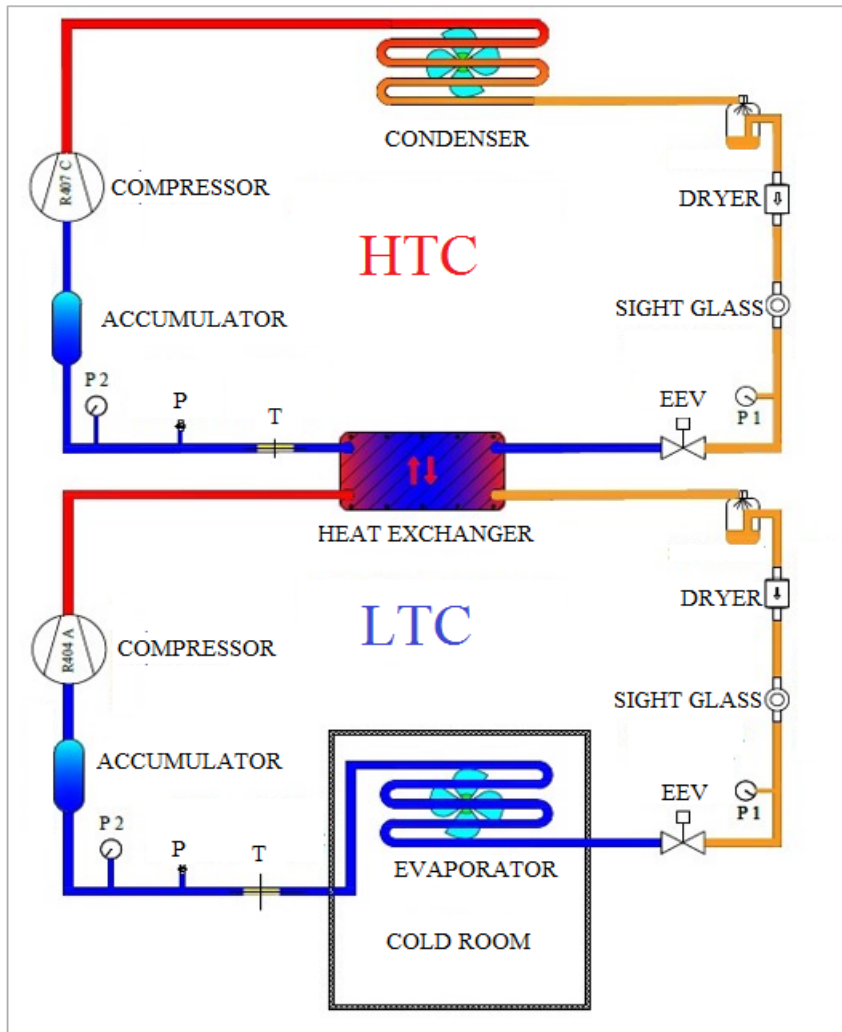 CONDENSER
R407 C
COMPRESSOR
DRYER
HTC
ACCUMULATOR
SIGHT GLASS
P 2
P
T
EEV
P 1
HEAT EXCHANGER
DRYER
LTC
R404 A
COMPRESSOR
SIGHT GLASS
ACCUMULATOR
EEV
P 1
P 2
P
T
EVAPORATOR
COLD ROOM